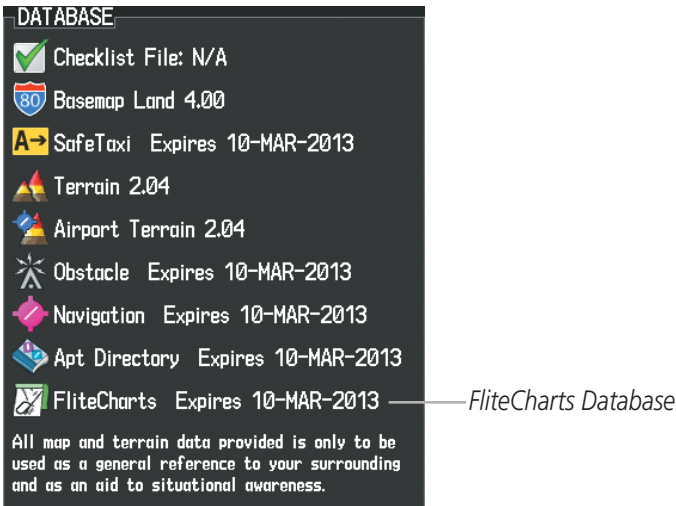 DATABASE
Checklist File: N/A
80 Basemap Land 4.00
A→ SafeTaxi Expires 10-MAR-2013
Terrain 2.04
Airport Terrain 2.04
Obstacle Expires 10-MAR-2013
Navigation Expires 10-MAR-2013
Apt Directory Expires 10-MAR-2013
FliteCharts Expires 10-MAR-2013 FliteCharts Database
All map and terrain data provided is only to be
used as a general reference to your surrounding
and as an aid to situational awareness.